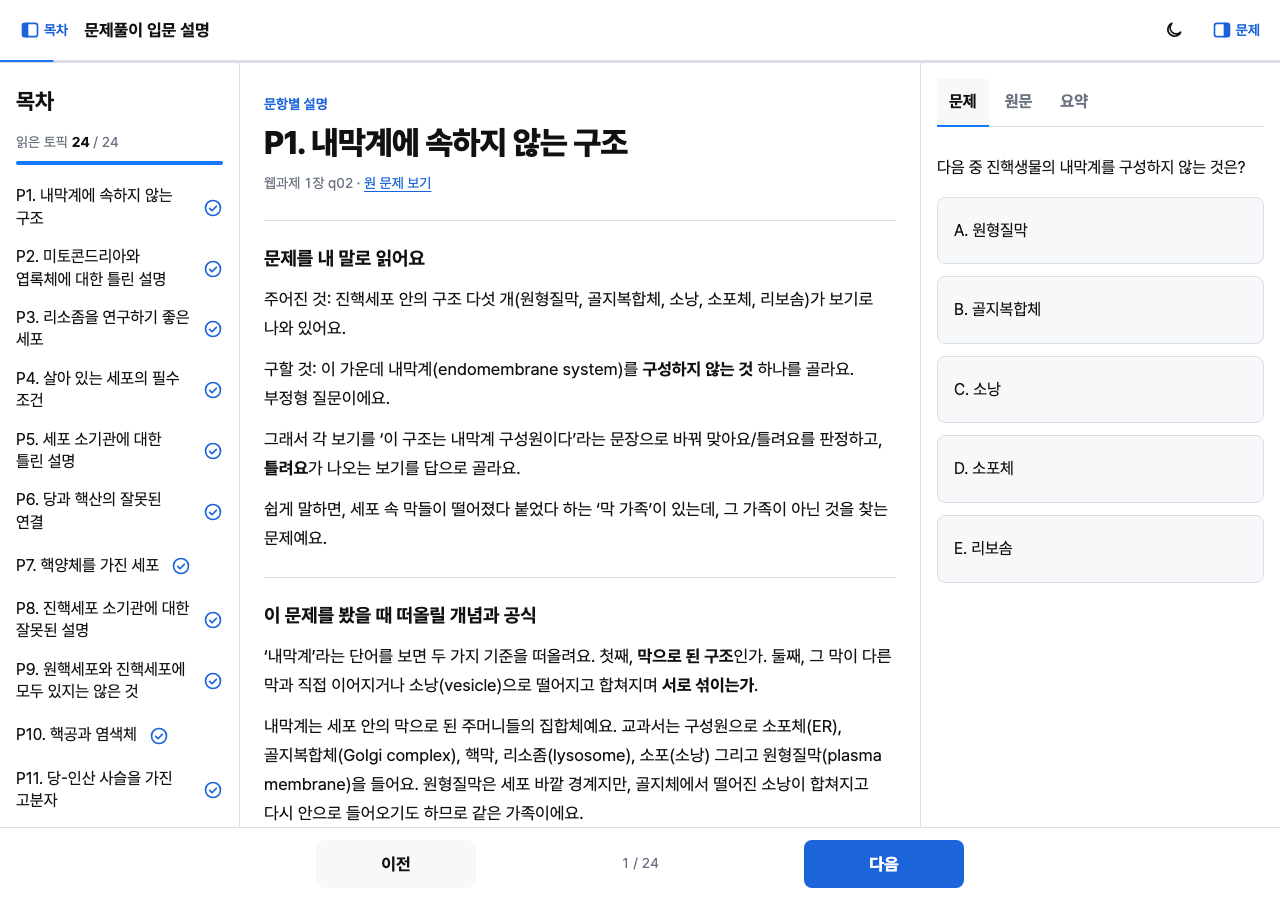 목차
문제풀이 입문 설명
문제
목차
읽은 토픽 24 / 24
P1. 내막계에 속하지 않는
구조
P2. 미토콘드리아와
엽록체에 대한 틀린 설명
P3. 리소좀을 연구하기 좋은
세포
P4. 살아 있는 세포의 필수
조건
P5. 세포 소기관에 대한
틀린 설명
P6. 당과 핵산의 잘못된
연결
P7. 핵양체를 가진 세포
P8. 진핵세포 소기관에 대한
잘못된 설명
P9. 원핵세포와 진핵세포에
모두 있지는 않은 것
P10. 핵공과 염색체
P11. 당-인산 사슬을 가진
고분자
문항별 설명
P1. 내막계에 속하지 않는 구조
웹과제 1장 q02 · 원 문제 보기
문제를 내 말로 읽어요
주어진 것: 진핵세포 안의 구조 다섯 개(원형질막, 골지복합체, 소낭, 소포체, 리보솜)가 보기로
나와 있어요.
구할 것: 이 가운데 내막계(endomembrane system)를 구성하지 않는 것 하나를 골라요.
부정형 질문이에요.
그래서 각 보기를 ‘이 구조는 내막계 구성원이다’라는 문장으로 바꿔 맞아요/틀려요를 판정하고,
틀려요가 나오는 보기를 답으로 골라요.
쉽게 말하면, 세포 속 막들이 떨어졌다 붙었다 하는 ‘막 가족’이 있는데, 그 가족이 아닌 것을 찾는
문제예요.
이 문제를 봤을 때 떠올릴 개념과 공식
‘내막계’라는 단어를 보면 두 가지 기준을 떠올려요. 첫째, 막으로 된 구조인가. 둘째, 그 막이 다른
막과 직접 이어지거나 소낭(vesicle)으로 떨어지고 합쳐지며 서로 섞이는가.
내막계는 세포 안의 막으로 된 주머니들의 집합체예요. 교과서는 구성원으로 소포체(ER),
골지복합체(Golgi complex), 핵막, 리소좀(lysosome), 소포(소낭) 그리고 원형질막(plasma
membrane)을 들어요. 원형질막은 세포 바깥 경계지만, 골지체에서 떨어진 소낭이 합쳐지고
다시 안으로 들어오기도 하므로 같은 가족이에요.
문제
원문
요약
다음 중 진핵생물의 내막계를 구성하지 않는 것은?
A. 원형질막
B. 골지복합체
C. 소낭
D. 소포체
E. 리보솜
이전
1 / 24
다음